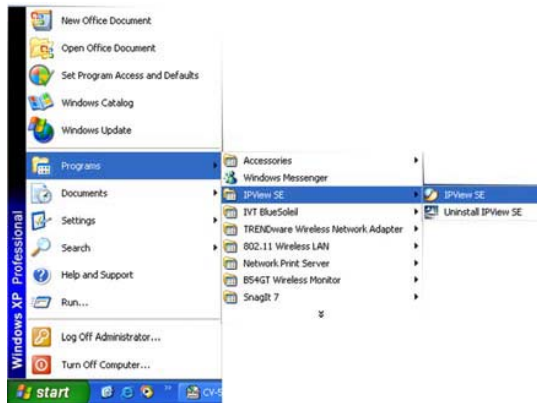 New Office Document
Open Office Document
Set Program Access and Defaults
Windows Catalog
Windows Update
Programs
Documents
Settings
Search
Help and Support
Run...
Log Off Administrator...
Turn Off Computer...
Windows XP Professional
start
Accessories
Windows Messenger
IPView SE
IVT BlueSoleil
TRENDware Wireless Network Adapter
802.11 Wireless LAN
Network Print Server
B54GT Wireless Monitor
SnagIt 7
IPView SE
Uninstall IPView SE